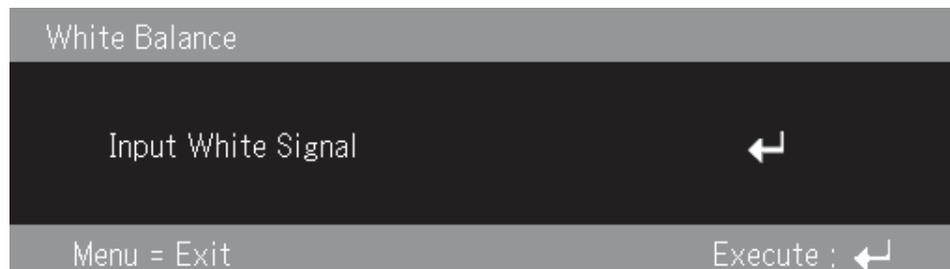 White Balance
Input White Signal ↵
Menu = Exit Execute : ↵